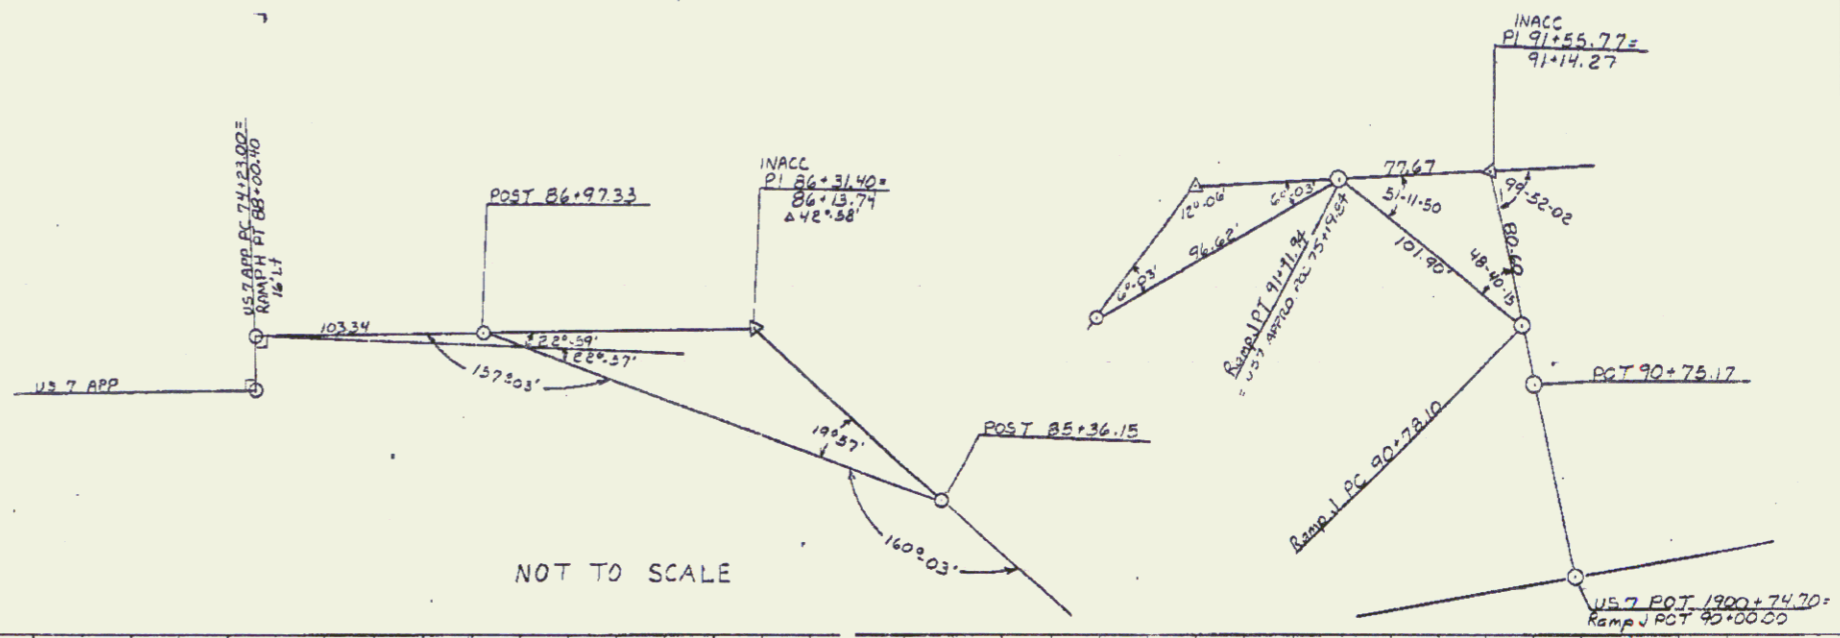 US 7 APP PC 74+23.00=
RAMP H PT 88+00.40
16' Lt
US 7 APP
103.34
POST 86+97.33
INACC
PI 86+31.40=
86+13.74
Δ 42°-58'
22°-59'
22°-57'
157°-03'
19°-57'
POST 85+36.15
160°-03'
NOT TO SCALE
INACC
PI 91+55.77=
91+14.27
77.67
12°-06'
6°-03'
51-11-50
99-52-02
96.62'
101.90'
48-40-15
6°-03'
Ramp J PT 91+91.94
Ramp J PC 90+78.10
POT 90+75.17
US 7 POT 1900+74.70=
Ramp J POT 90+00.00